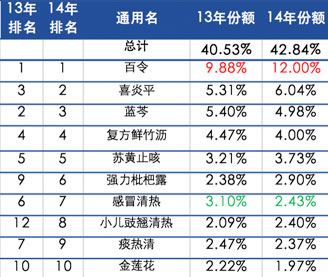 13年排名 14年排名 通用名 13年份额 14年份额
总计 40.53% 42.84%
1 1 百令 9.88% 12.00%
3 2 喜炎平 5.31% 6.04%
2 3 蓝芩 5.40% 4.98%
4 4 复方鲜竹沥 4.47% 4.00%
5 5 苏黄止咳 3.21% 3.73%
9 6 强力枇杷露 2.38% 2.90%
6 7 感冒清热 3.10% 2.43%
12 8 小儿豉翘清热 2.09% 2.40%
7 9 痰热清 2.47% 2.37%
10 10 金莲花 2.22% 1.97%